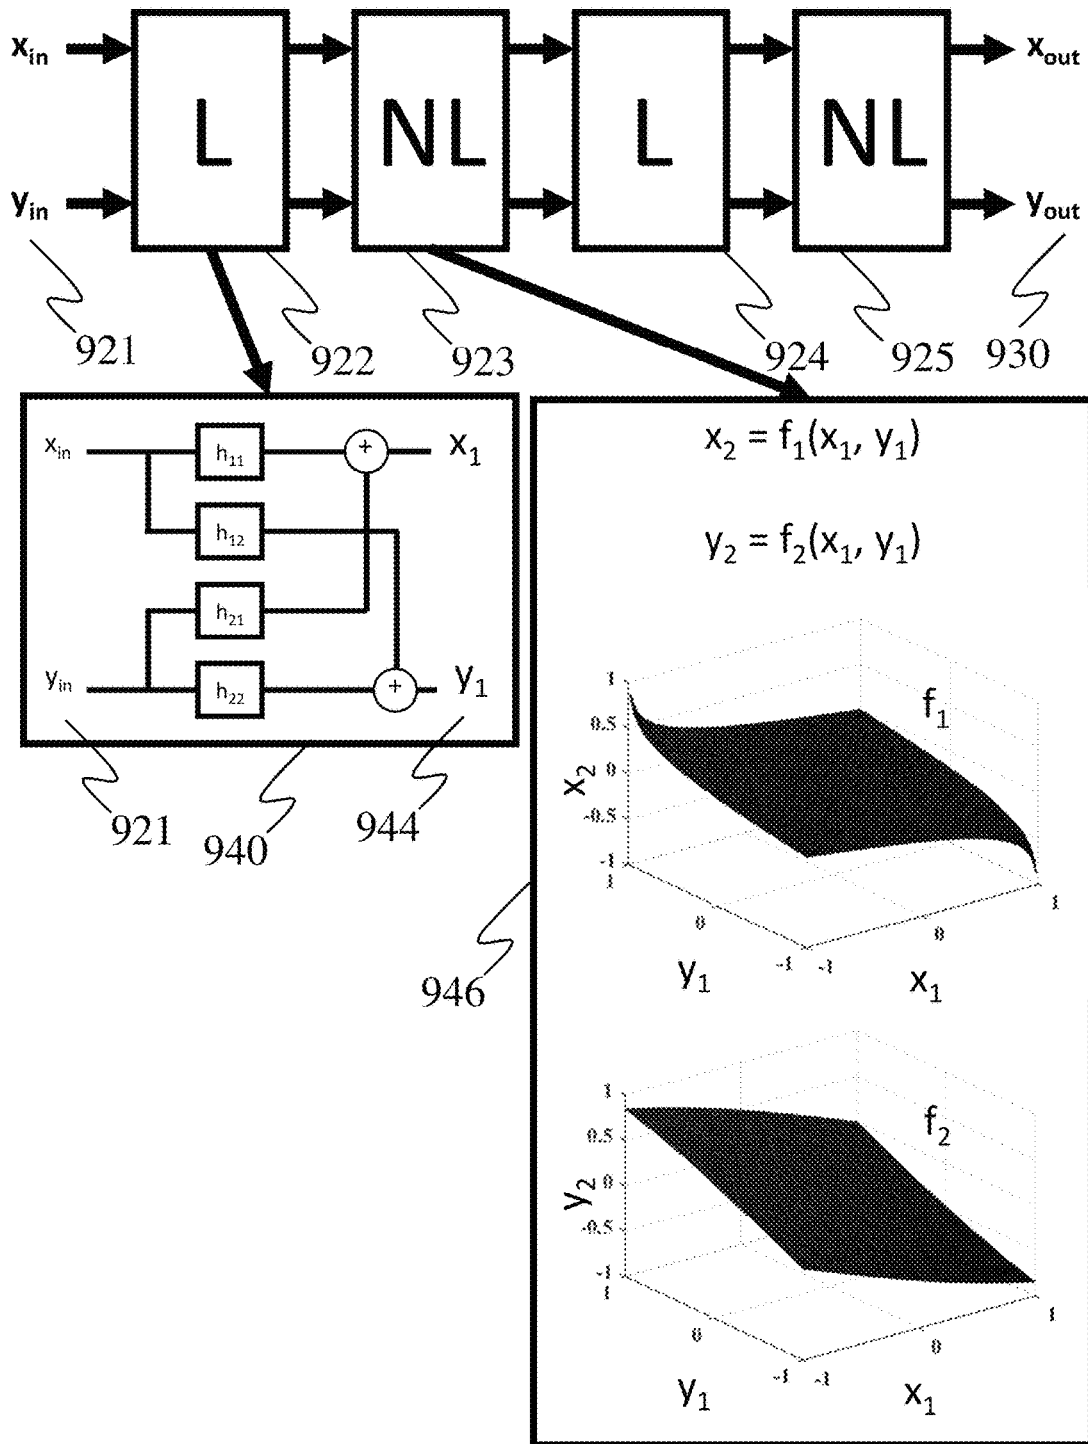 x_in
L
NL
L
NL
x_out
y_in
y_out
921
922
923
924
925
930
x_in
h_11
+
x_1
h_12
h_21
y_in
h_22
+
y_1
921
940
944
946
x_2 = f_1(x_1, y_1)
y_2 = f_2(x_1, y_1)
f_1
x_2
1
0.5
0
-0.5
-1
1
0
-1
-1
0
1
y_1
x_1
f_2
y_2
1
0.5
0
-0.5
-1
1
0
-1
-1
0
1
y_1
x_1